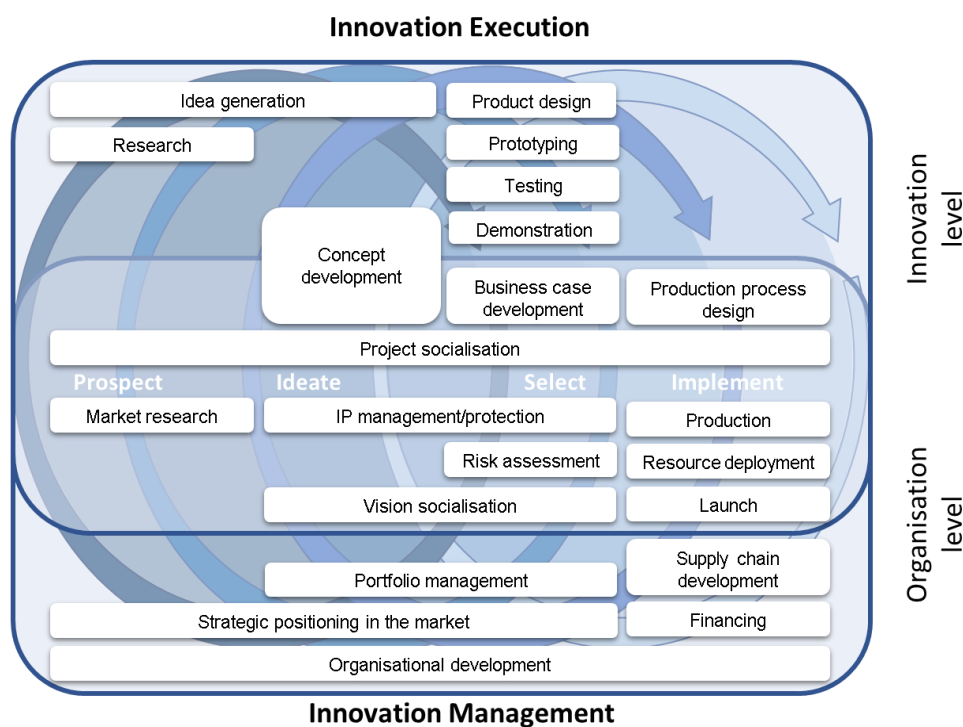 Innovation Execution
Idea generation
Product design
Research
Prototyping
Testing
Demonstration
Concept
development
Business case
development
Production process
design
Project socialisation
Prospect
Ideate
Select
Implement
Market research
IP management/protection
Production
Risk assessment
Resource deployment
Vision socialisation
Launch
Portfolio management
Supply chain
development
Strategic positioning in the market
Financing
Organisational development
Innovation Management
Innovation
level
Organisation
level